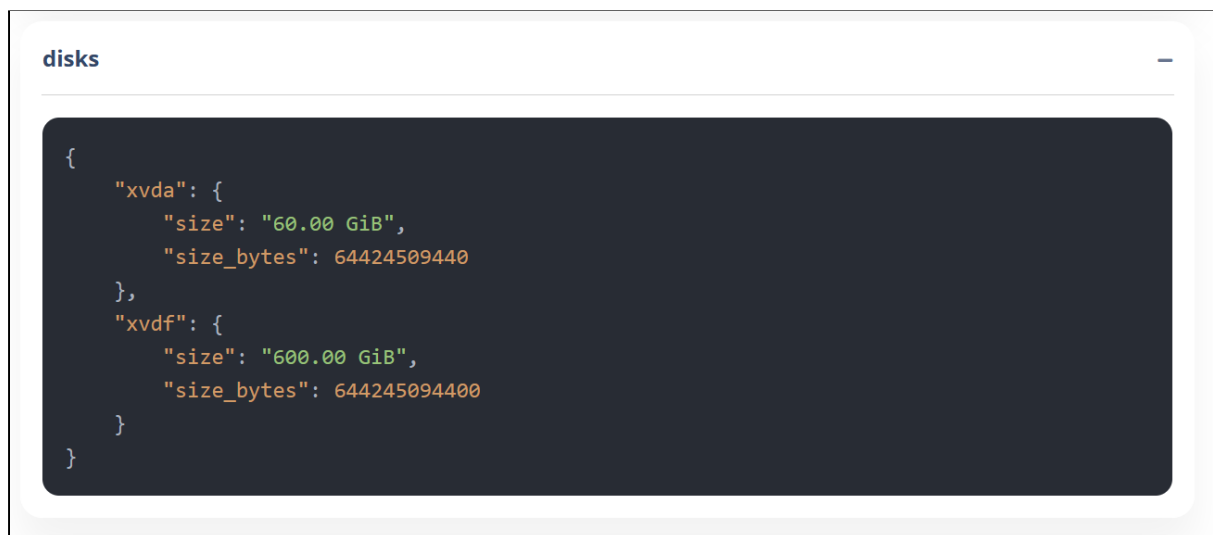 disks
{
    "xvda": {
        "size": "60.00 GiB",
        "size_bytes": 64424509440
    },
    "xvdf": {
        "size": "600.00 GiB",
        "size_bytes": 644245094400
    }
}